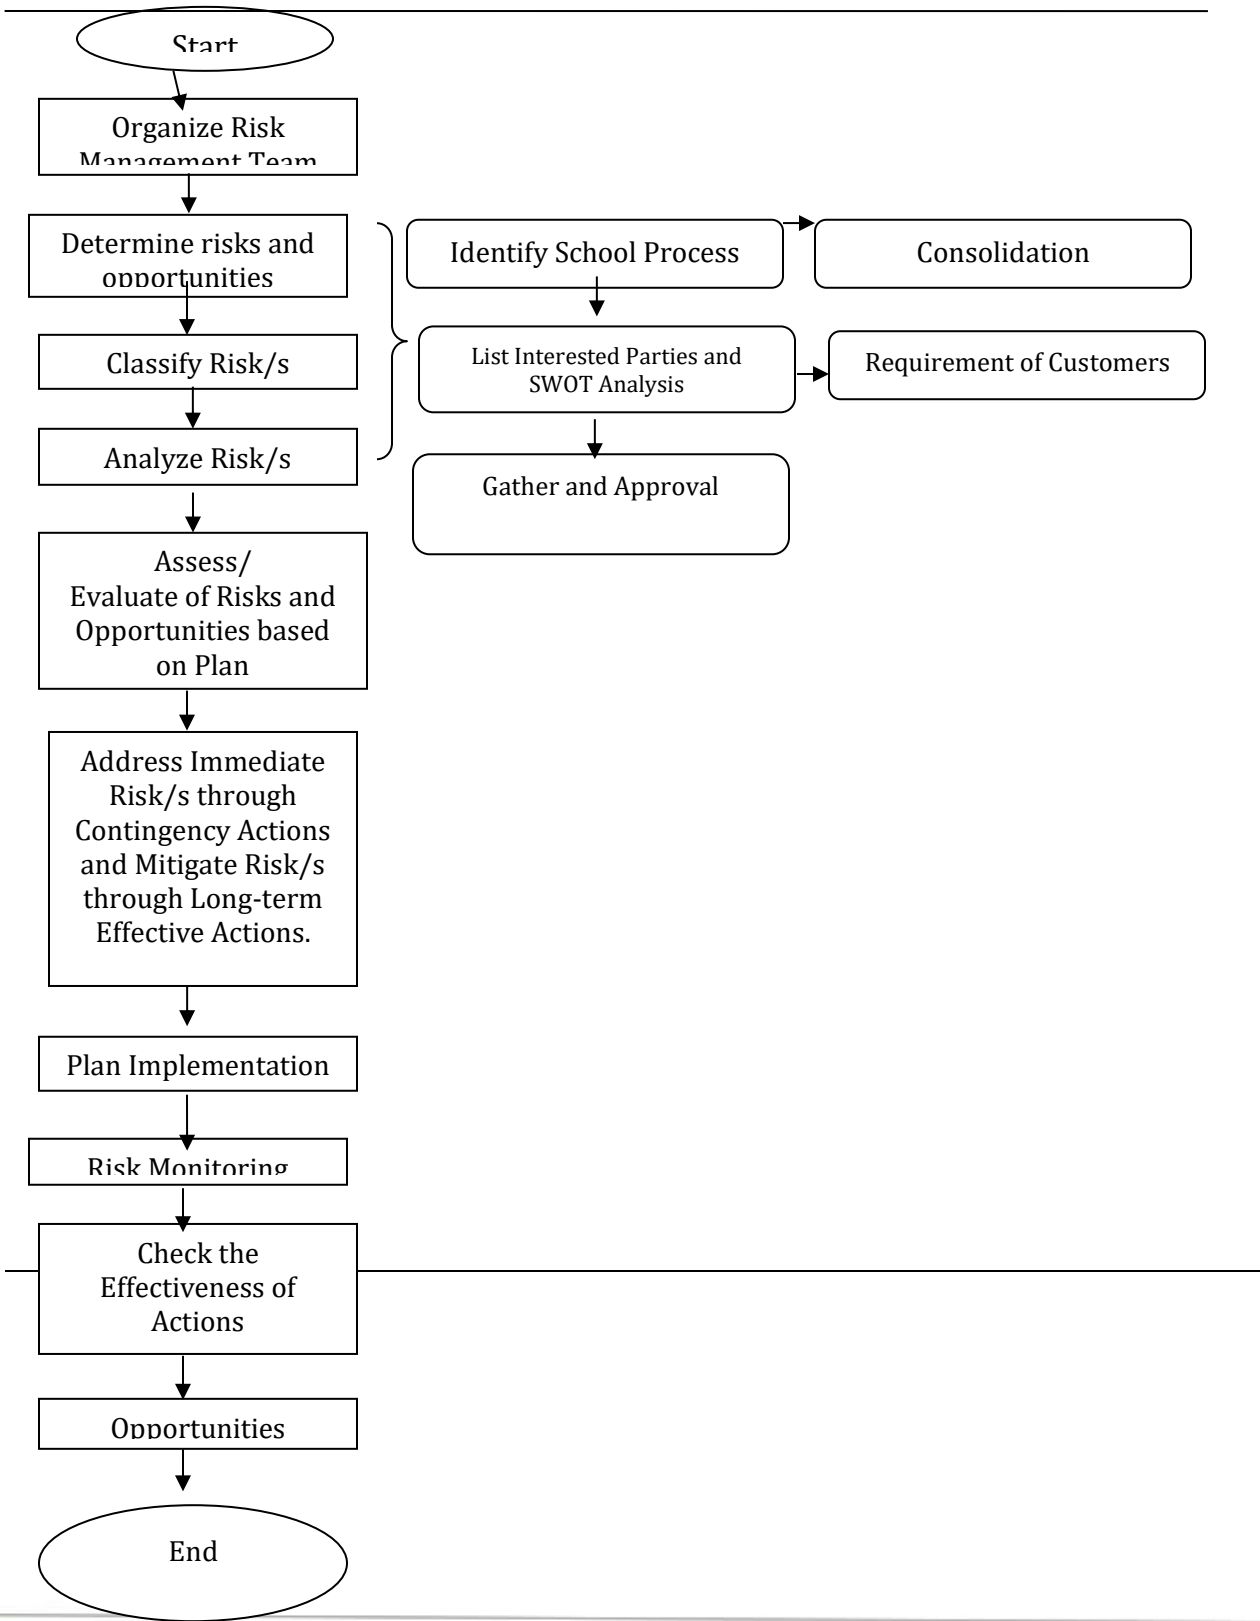 Start
Organize Risk
Management Team
Determine risks and
opportunities
Identify School Process
Consolidation
Classify Risk/s
List Interested Parties and
SWOT Analysis
Requirement of Customers
Analyze Risk/s
Gather and Approval
Assess/
Evaluate of Risks and
Opportunities based
on Plan
Address Immediate
Risk/s through
Contingency Actions
and Mitigate Risk/s
through Long-term
Effective Actions.
Plan Implementation
Risk Monitoring
Check the
Effectiveness of
Actions
Opportunities
End